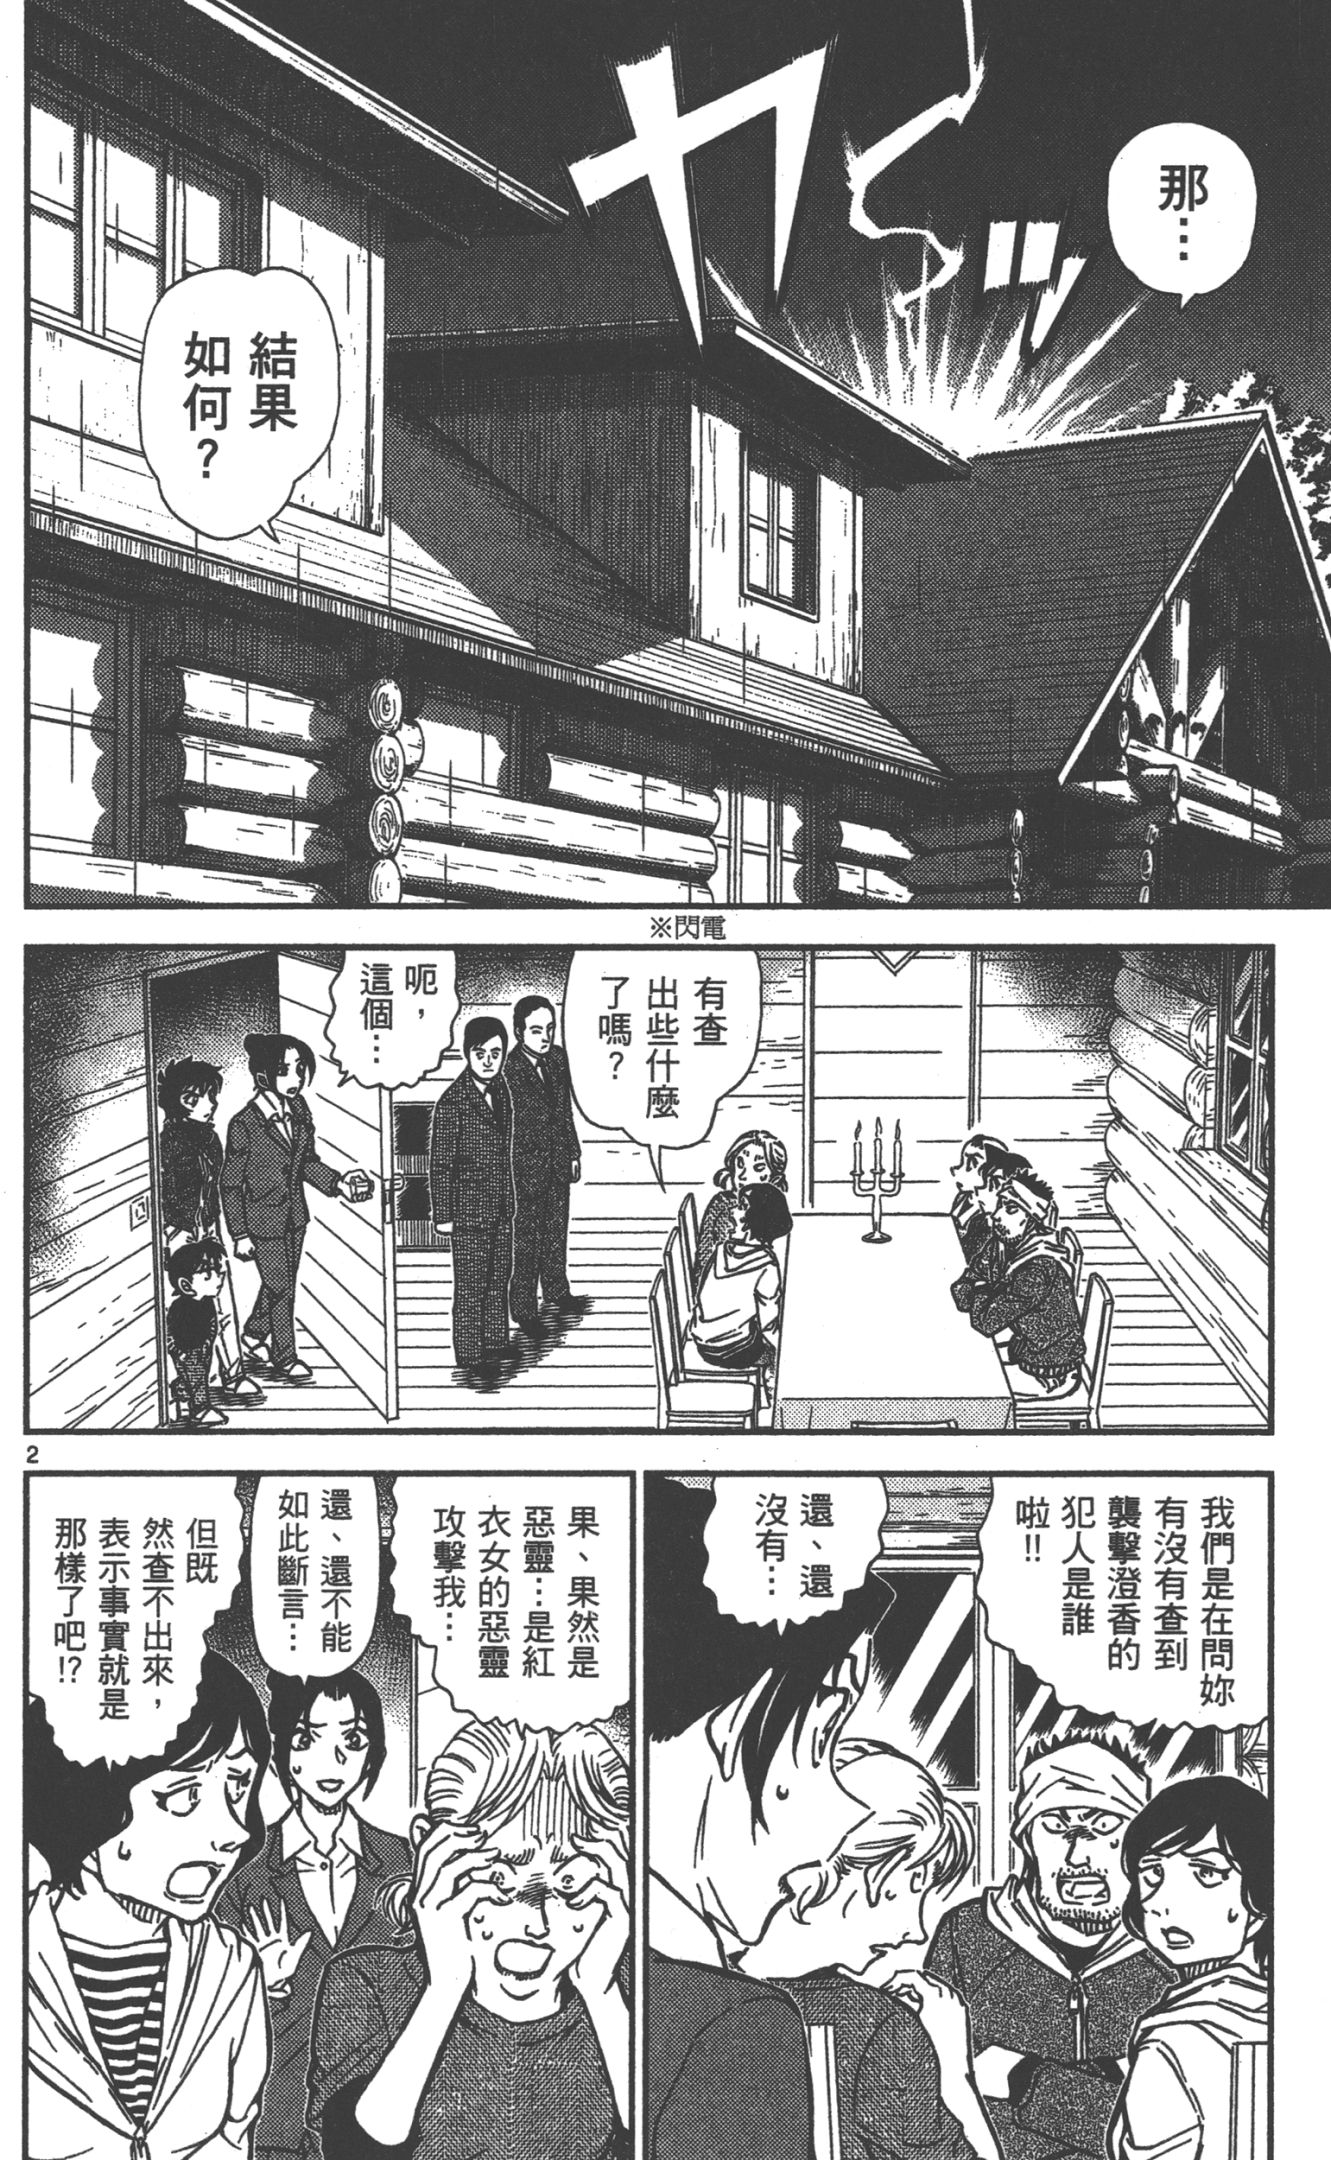 那…
カッ
結果
如何？
※閃電
有查
出些什麼
了嗎？
呃，
這個…
2
我們是在問妳
有沒有查到
襲擊澄香的
犯人是誰
啦!!
還、還
沒有…
果、果然是
惡靈…是紅
衣女的惡靈
攻擊我…
還、還不能
如此斷言…
但既
然查不出來，
表示事實就是
那樣了吧!?